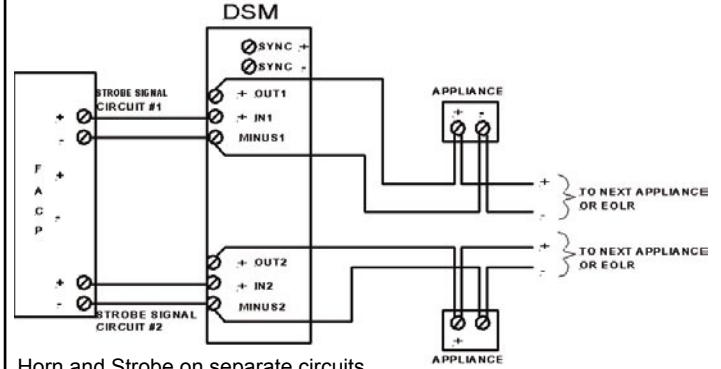 DSM
SYNC +
SYNC -
STROBE SIGNAL
CIRCUIT #1
+ OUT1
+ IN1
MINUS1
+
-
F
A
C
P
+
-
APPLIANCE
+ -
+
-
TO NEXT APPLIANCE
OR EOLR
+
-
TO NEXT APPLIANCE
OR EOLR
+ OUT2
+ IN2
MINUS2
+
-
STROBE SIGNAL
CIRCUIT #2
+
APPLIANCE
Horn and Strobe on separate circuits